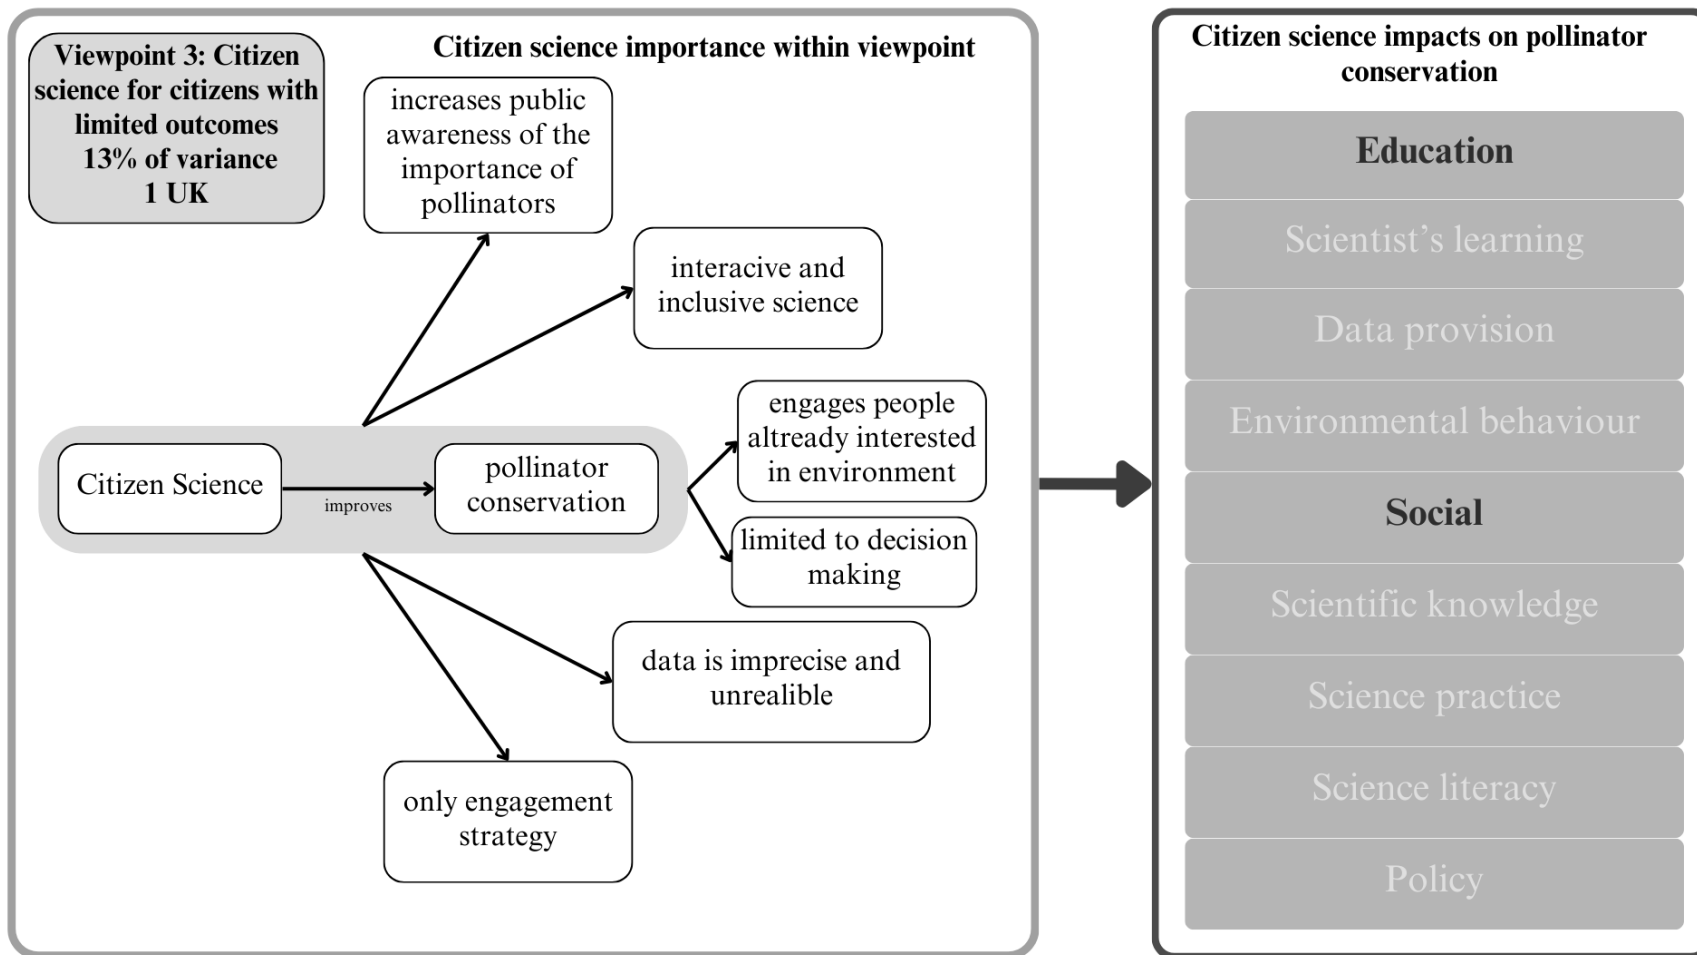 Viewpoint 3: Citizen
science for citizens with
limited outcomes
13% of variance
1 UK
Citizen science importance within viewpoint
increases public
awareness of the
importance of
pollinators
interacive and
inclusive science
engages people
altready interested
in environment
Citizen Science
improves
pollinator
conservation
limited to decision
making
data is imprecise and
unrealible
only engagement
strategy
Citizen science impacts on pollinator
conservation
Education
Scientist's learning
Data provision
Environmental behaviour
Social
Scientific knowledge
Science practice
Science literacy
Policy